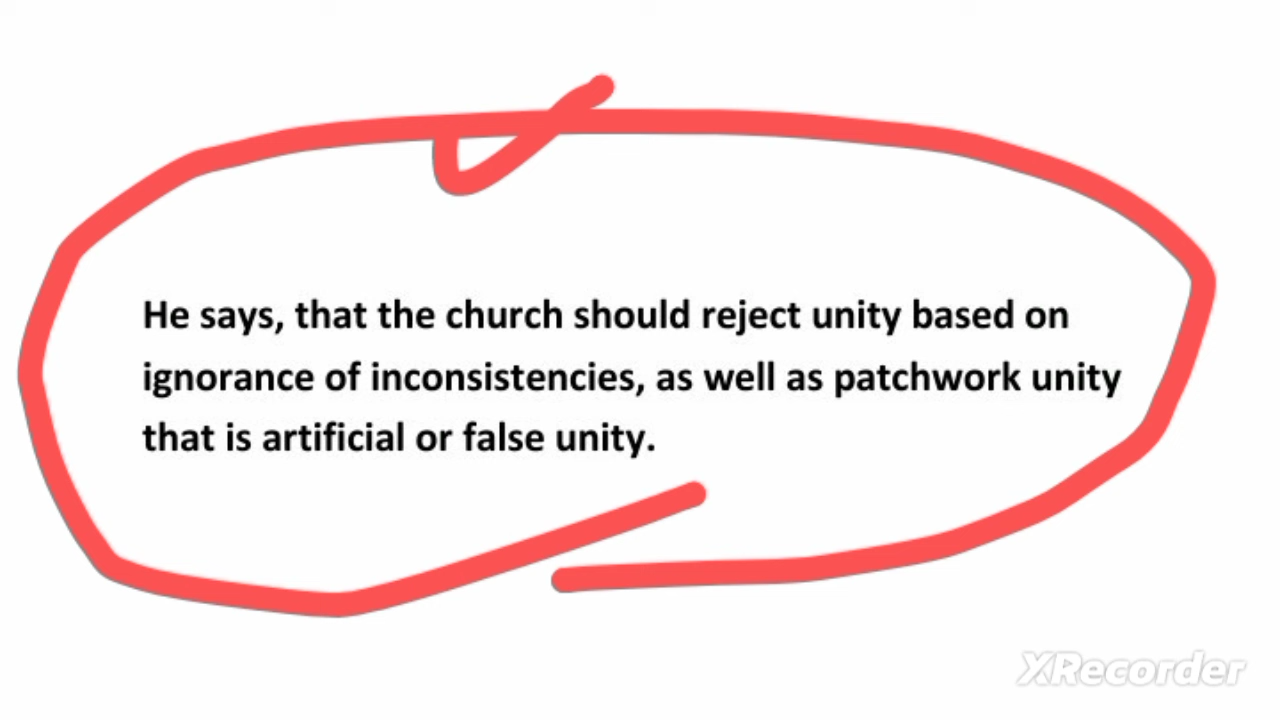 He says, that the church should reject unity based on
ignorance of inconsistencies, as well as patchwork unity
that is artificial or false unity.
XRecorder